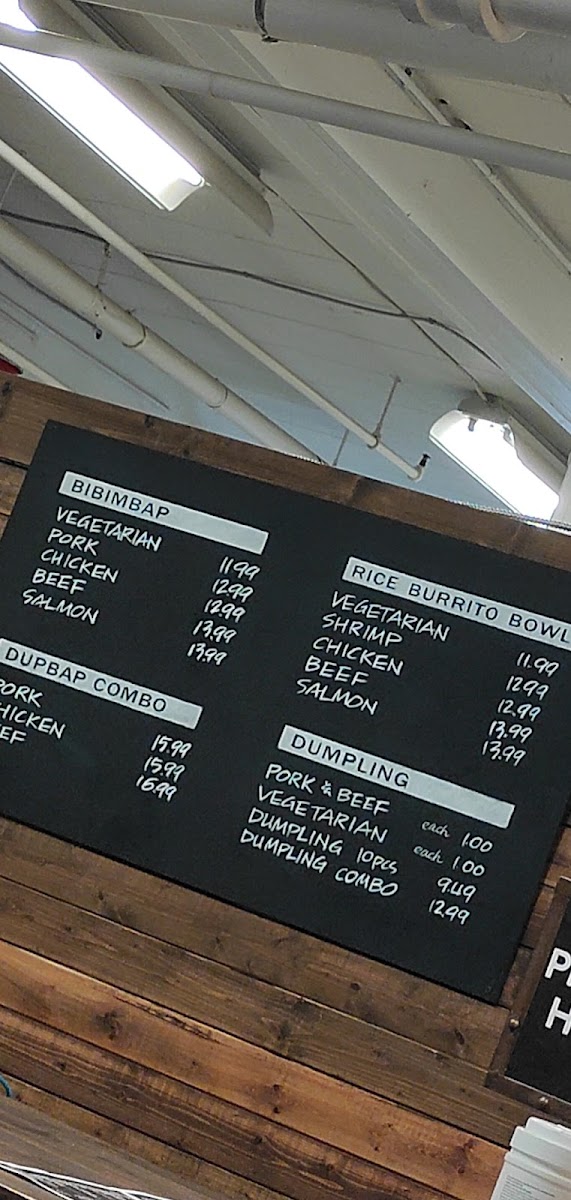 BIBIMBAP
VEGETARIAN 11.99
PORK 12.99
CHICKEN 12.99
BEEF 13.99
SALMON 13.99
DUPBAP COMBO
PORK 15.99
CHICKEN 15.99
BEEF 16.99
RICE BURRITO BOWL
VEGETARIAN 11.99
SHRIMP 12.99
CHICKEN 12.99
BEEF 13.99
SALMON 13.99
DUMPLING
PORK & BEEF each 1.00
VEGETARIAN each 1.00
DUMPLING 10pcs 9.49
DUMPLING COMBO 12.99